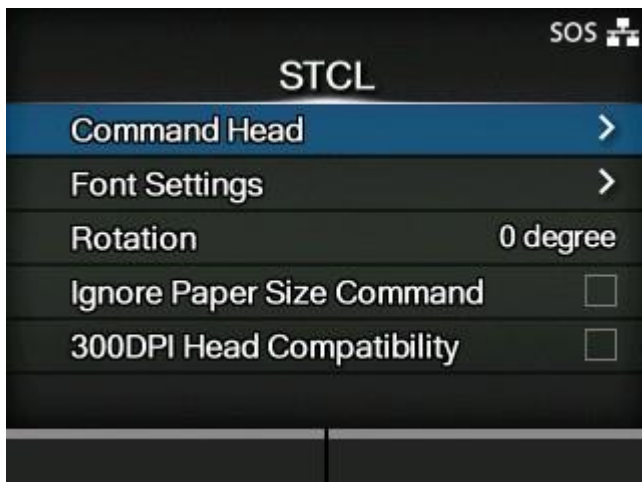 SOS
STCL
Command Head
Font Settings
Rotation 0 degree
Ignore Paper Size Command
300DPI Head Compatibility